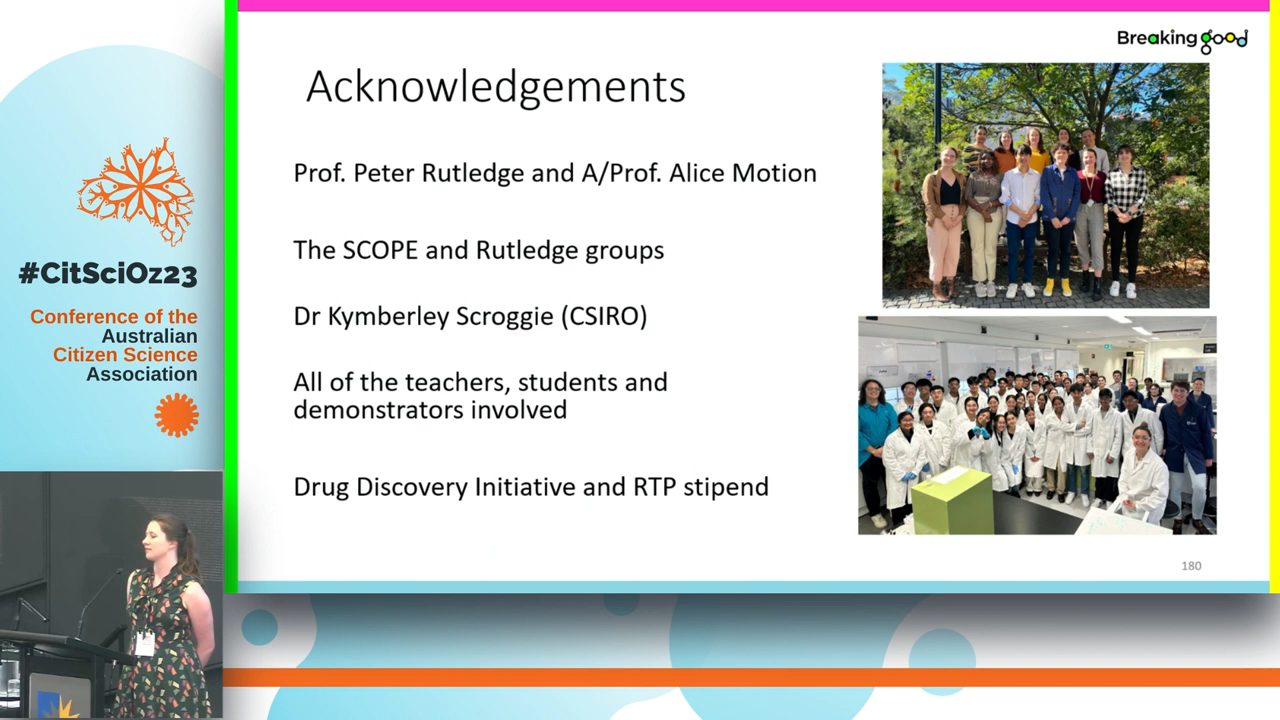 Breaking good
Acknowledgements
Prof. Peter Rutledge and A/Prof. Alice Motion
The SCOPE and Rutledge groups
Dr Kymberley Scroggie (CSIRO)
All of the teachers, students and
demonstrators involved
Drug Discovery Initiative and RTP stipend
180
#CitSciOz23
Conference of the
Australian
Citizen Science
Association